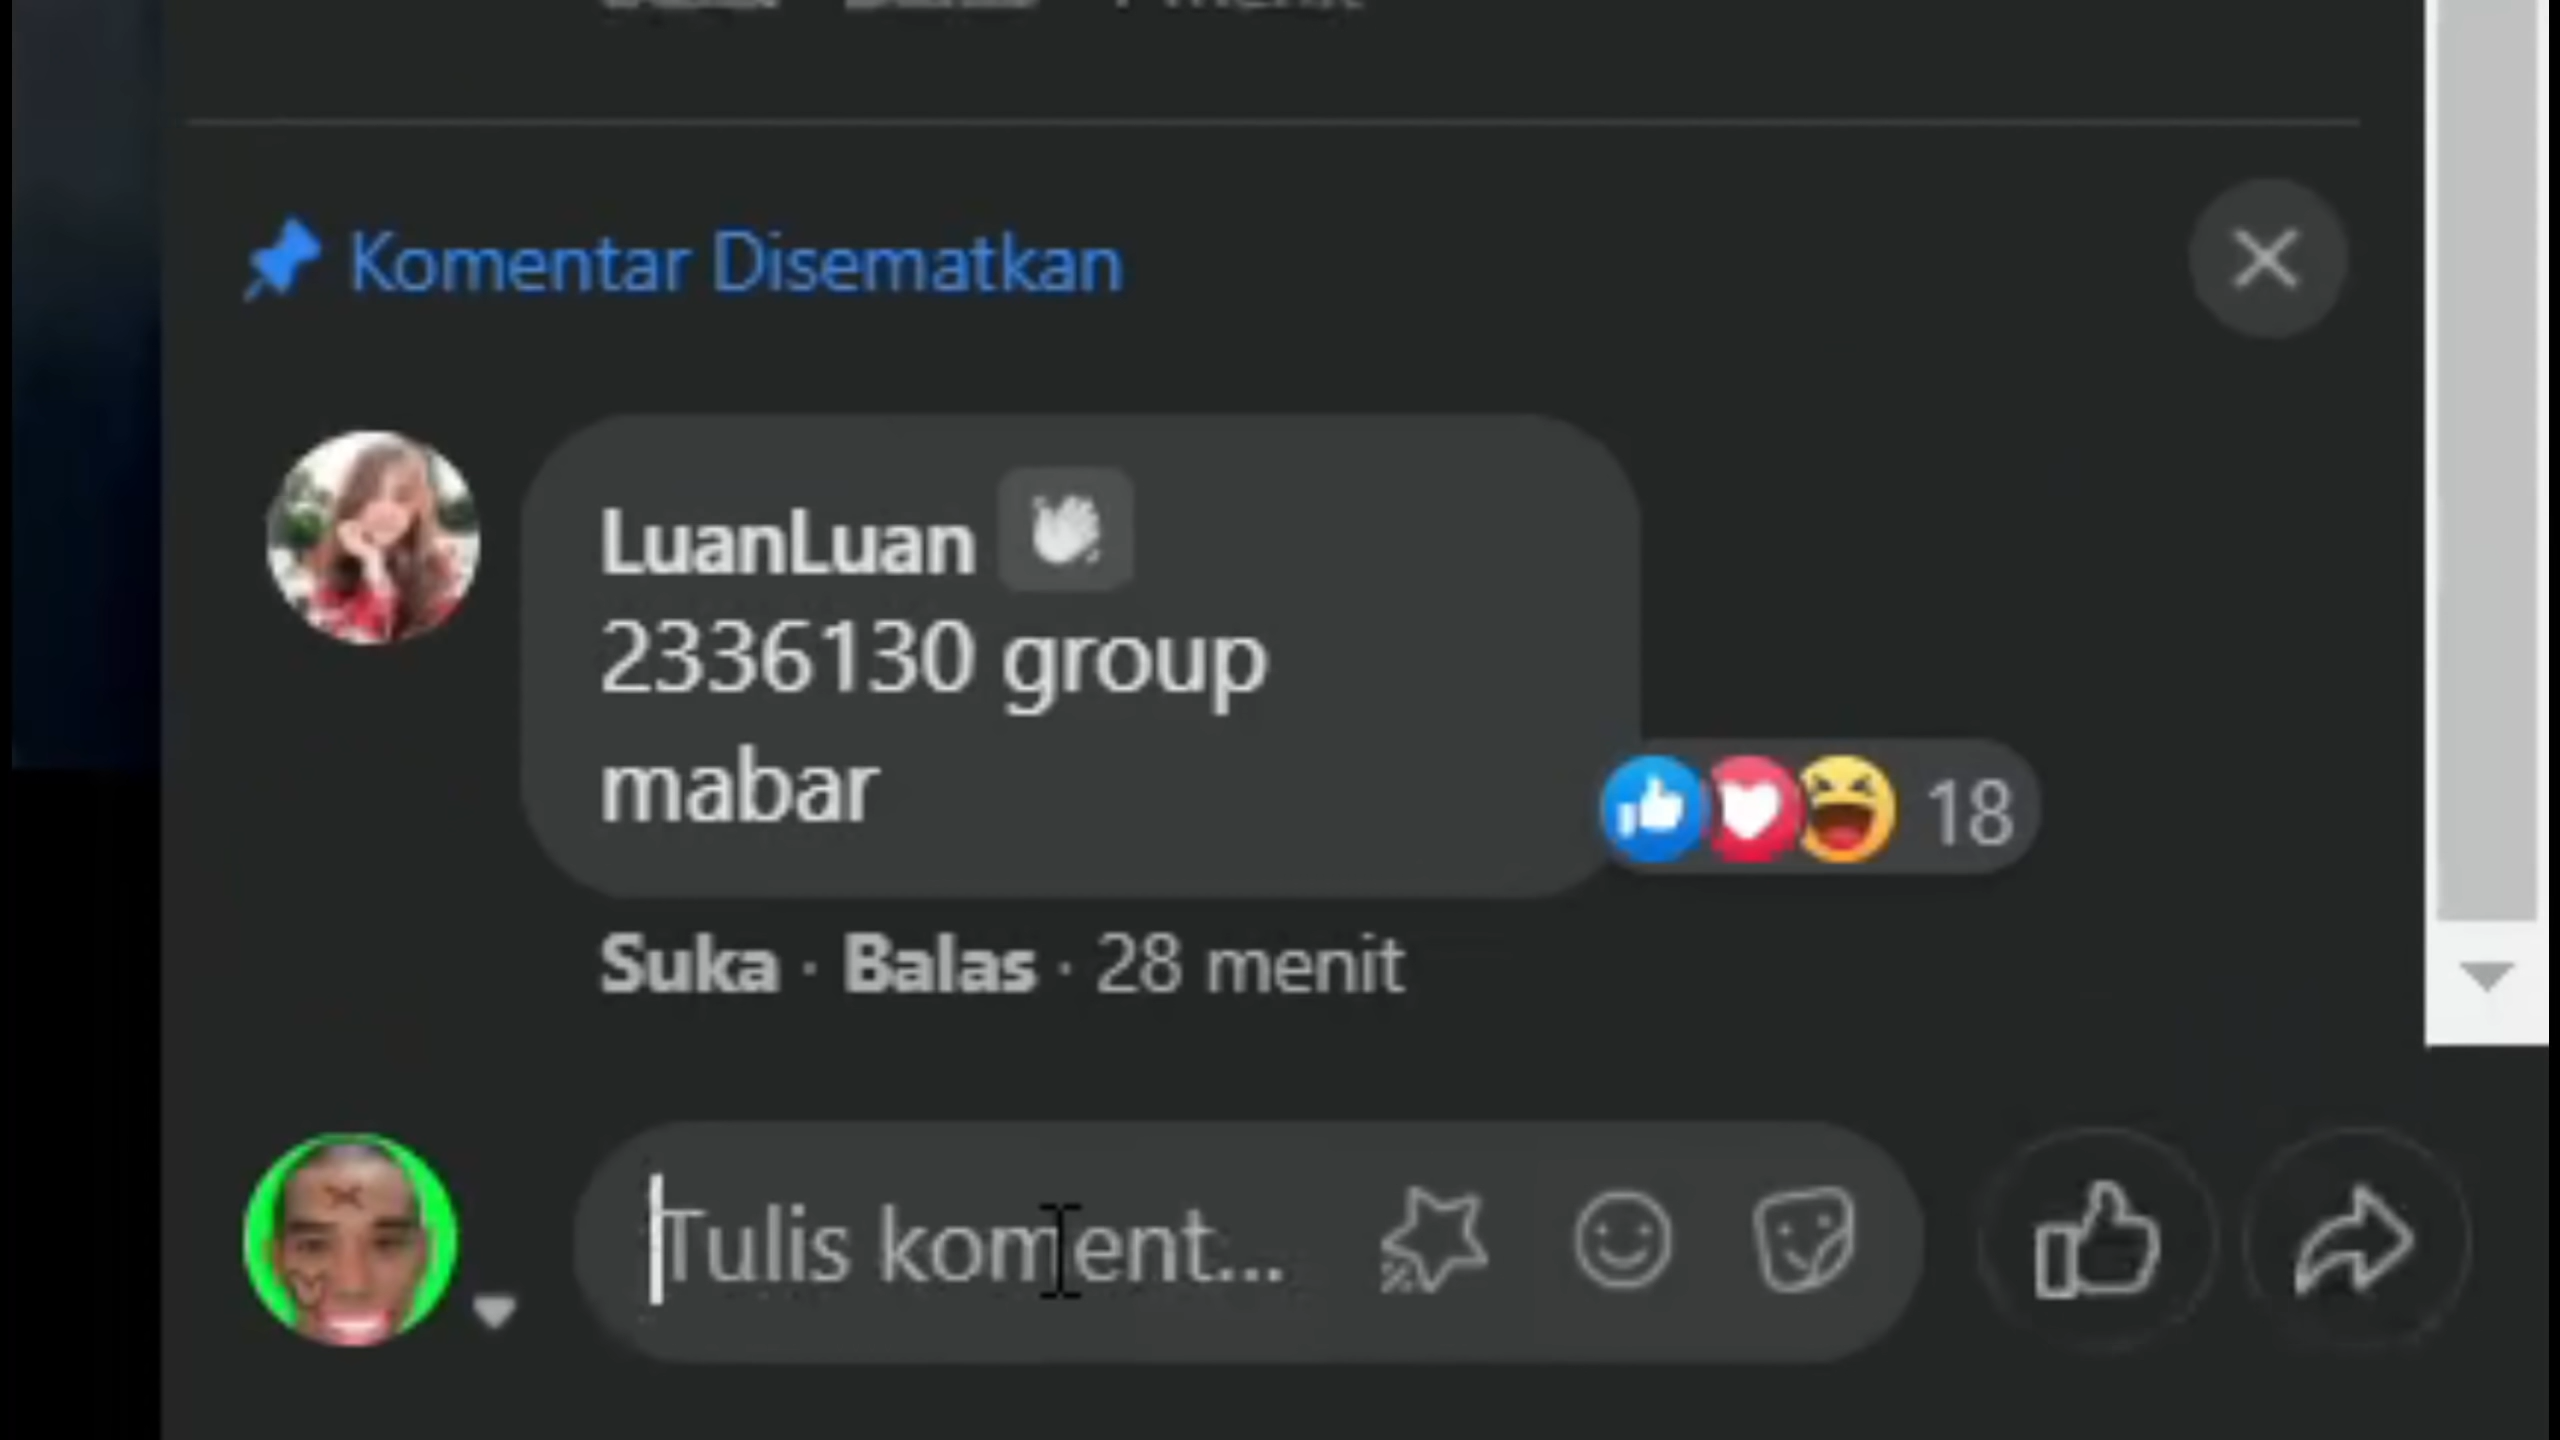 Komentar Disematkan
LuanLuan
2336130 group
mabar
18
Suka · Balas · 28 menit
Tulis koment...